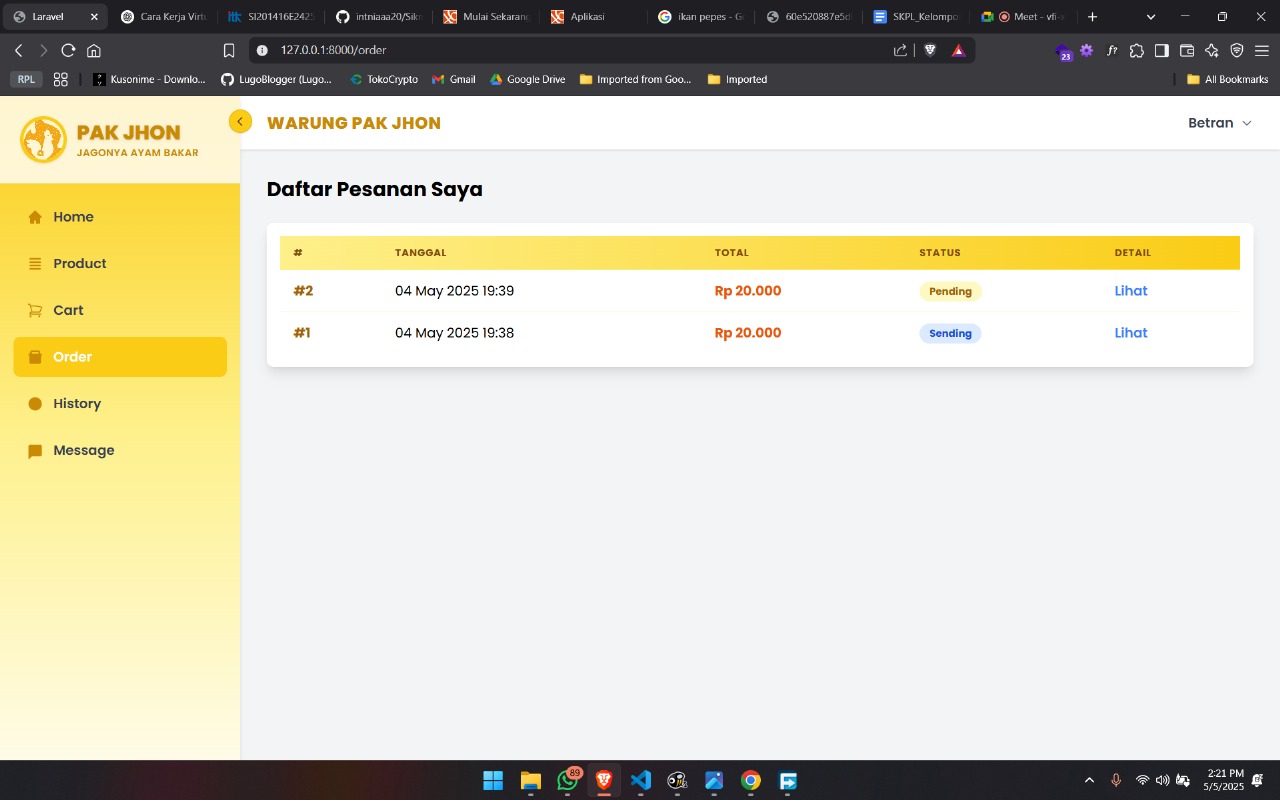 Laravel
Cara Kerja Virtu
SI201416E2425
intniaaa20/Sikr
Mulai Sekarang
Aplikasi
ikan pepes - G
60e520887e5d
SKPL_Kelompo
Meet - vfi-
127.0.0.1:8000/order
23
f?
RPL
Kusonime - Downlo...
LugoBlogger (Lugo...
TokoCrypto
Gmail
Google Drive
Imported from Goo...
Imported
All Bookmarks
PAK JHON
JAGONYA AYAM BAKAR
WARUNG PAK JHON
Betran
Home
Product
Cart
Order
History
Message
Daftar Pesanan Saya
# TANGGAL TOTAL STATUS DETAIL
#2 04 May 2025 19:39 Rp 20.000 Pending Lihat
#1 04 May 2025 19:38 Rp 20.000 Sending Lihat
89
2:21 PM
5/5/2025